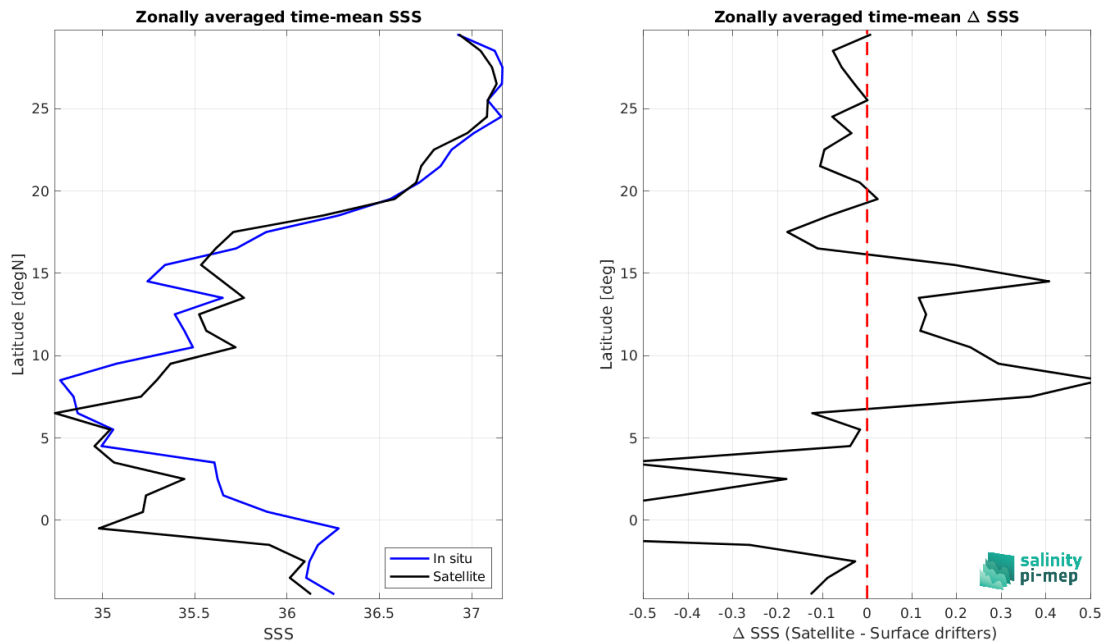 Zonally averaged time-mean SSS
25
20
15
10
5
0
Latitude [degN]
35
35.5
36
36.5
37
SSS
In situ
Satellite
Zonally averaged time-mean Δ SSS
25
20
15
10
5
0
Latitude [deg]
-0.5
-0.4
-0.3
-0.2
-0.1
0
0.1
0.2
0.3
0.4
0.5
Δ SSS (Satellite - Surface drifters)
salinity
pi-mep